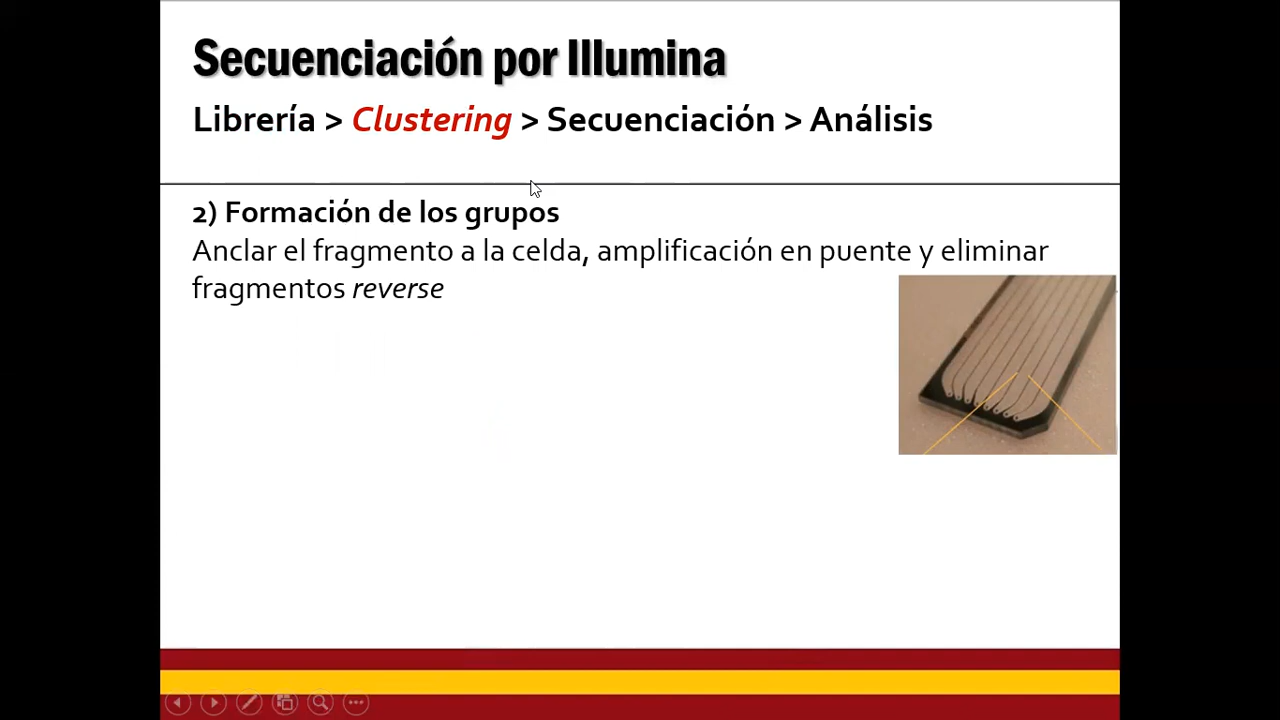 Secuenciación por Illumina
Librería > Clustering > Secuenciación > Análisis
2) Formación de los grupos
Anclar el fragmento a la celda, amplificación en puente y eliminar
fragmentos reverse